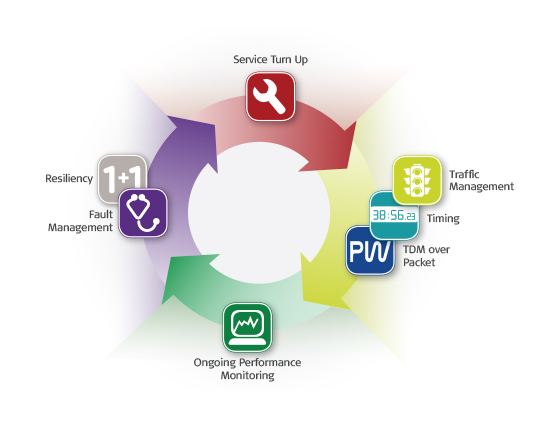 Service Turn Up
Resiliency
1+1
Fault
Management
Traffic
Management
38:56 23
Timing
PW
TDM over
Packet
Ongoing Performance
Monitoring